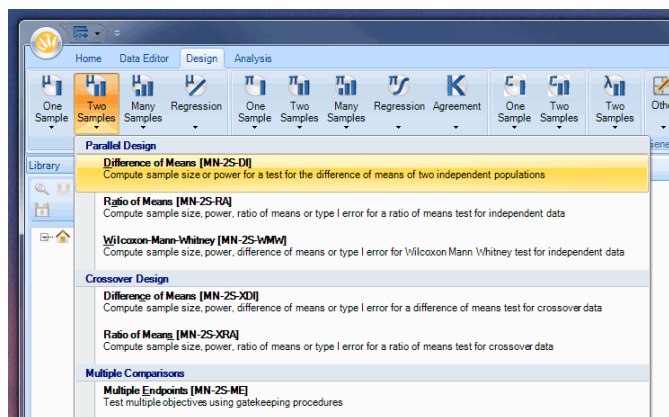 Home Data Editor Design Analysis
μ μ μ μ π π π π K λ
One Sample Two Samples Many Samples Regression One Sample Two Samples Many Samples Regression Agreement One Sample Two Samples Two Samples
Parallel Design
Library
Difference of Means [MN-2S-DI]
Compute sample size or power for a test for the difference of means of two independent populations
Ratio of Means [MN-2S-RA]
Compute sample size, power, ratio of means or type I error for a ratio of means test for independent data
Wilcoxon-Mann-Whitney [MN-2S-WMW]
Compute sample size, power, difference of means or type I error for Wilcoxon Mann Whitney test for independent data
Crossover Design
Difference of Means [MN-2S-XDI]
Compute sample size, power, difference of means or type I error for a difference of means test for crossover data
Ratio of Means [MN-2S-XRA]
Compute sample size, power, ratio of means or type I error for a ratio of means test for crossover data
Multiple Comparisons
Multiple Endpoints [MN-2S-ME]
Test multiple objectives using gatekeeping procedures